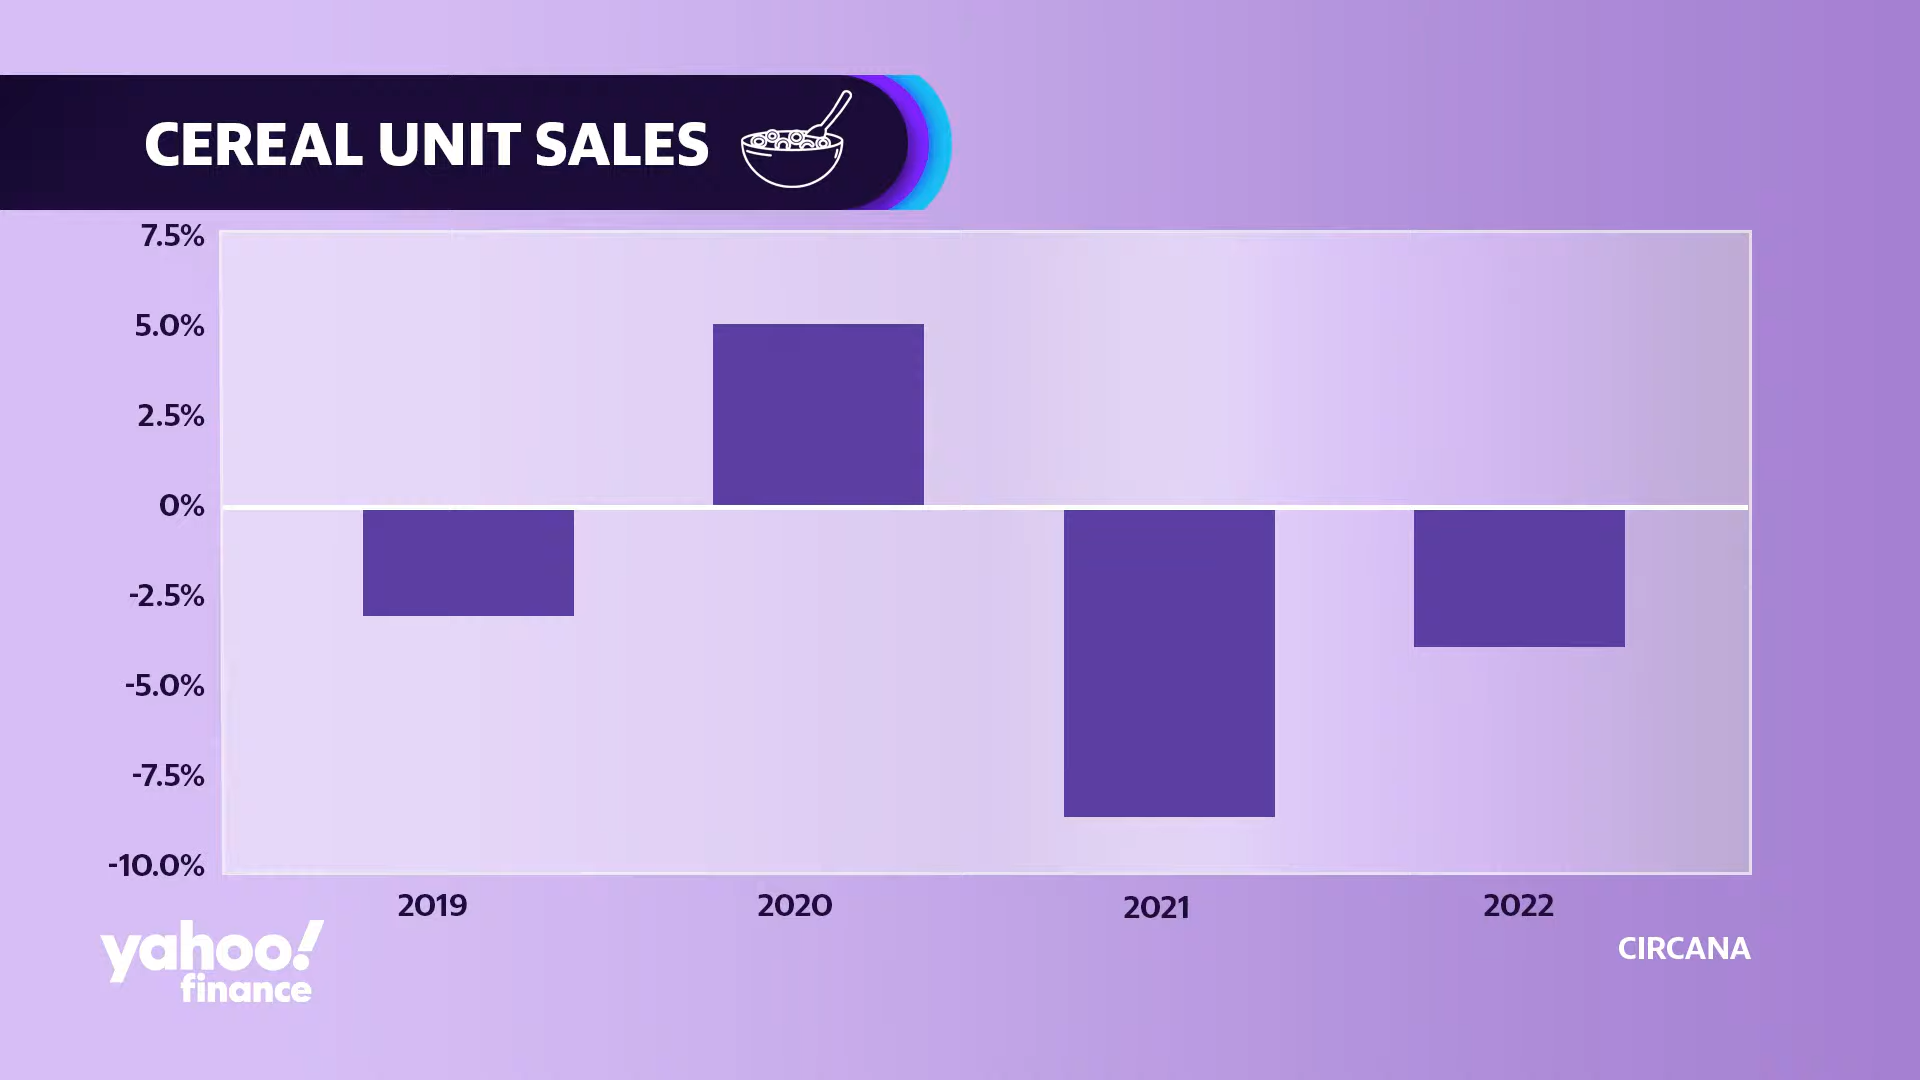 CEREAL UNIT SALES
7.5%
5.0%
2.5%
0%
-2.5%
-5.0%
-7.5%
-10.0%
2019 2020 2021 2022
yahoo!
finance
CIRCANA